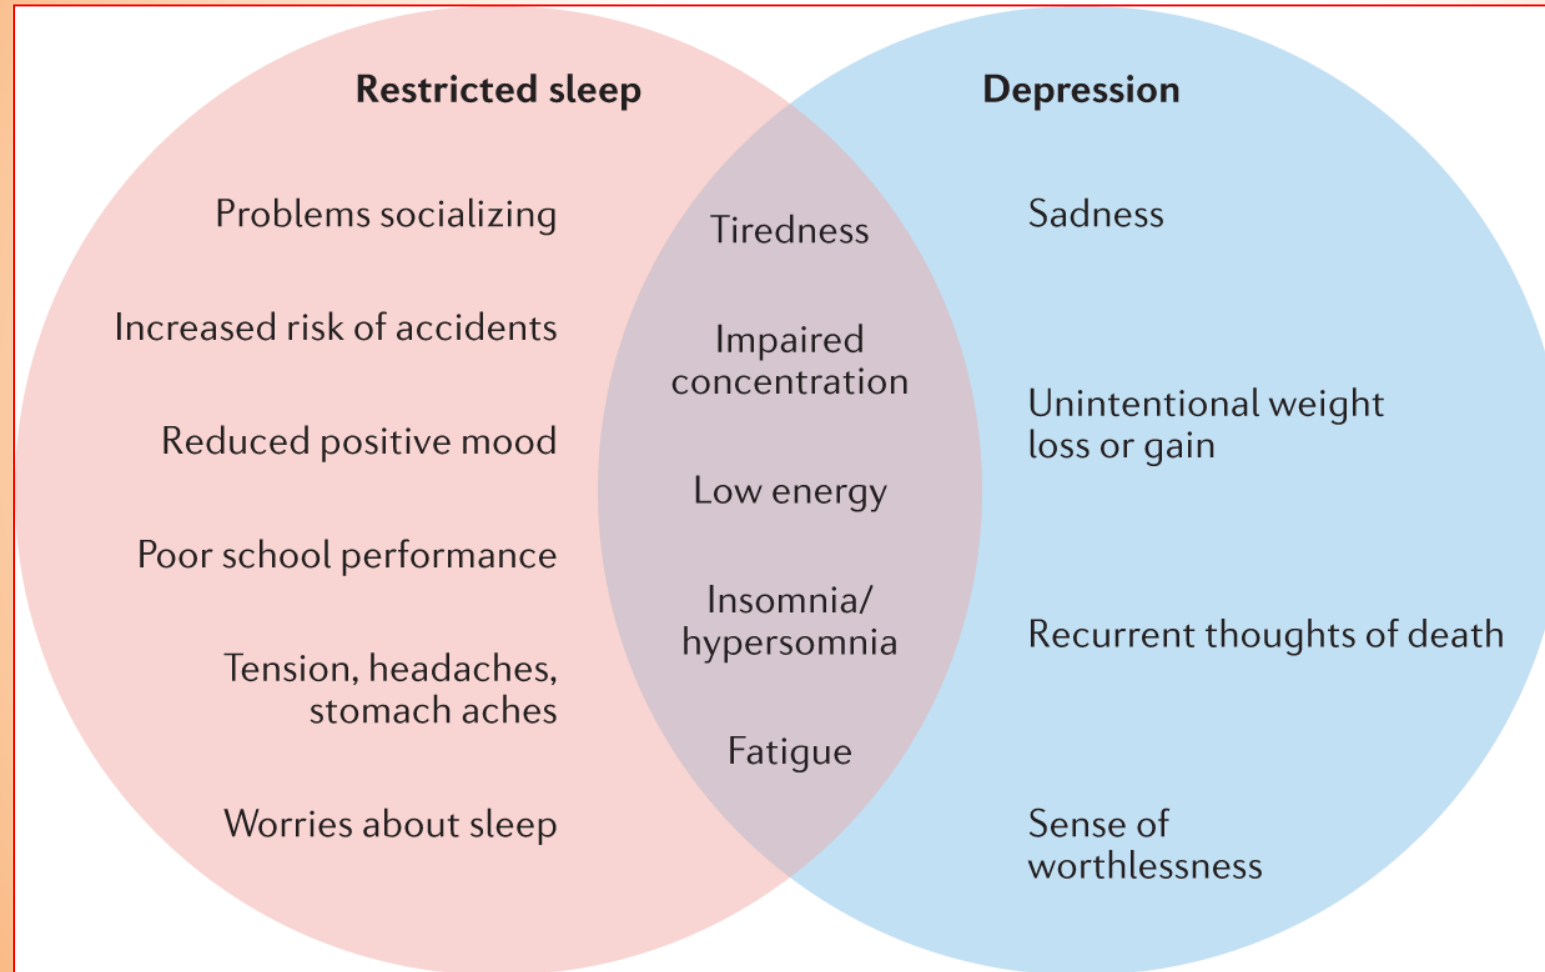 Restricted sleep
Problems socializing
Increased risk of accidents
Reduced positive mood
Poor school performance
Tension, headaches,
stomach aches
Worries about sleep
Tiredness
Impaired
concentration
Low energy
Insomnia/
hypersomnia
Fatigue
Depression
Sadness
Unintentional weight
loss or gain
Recurrent thoughts of death
Sense of
worthlessness